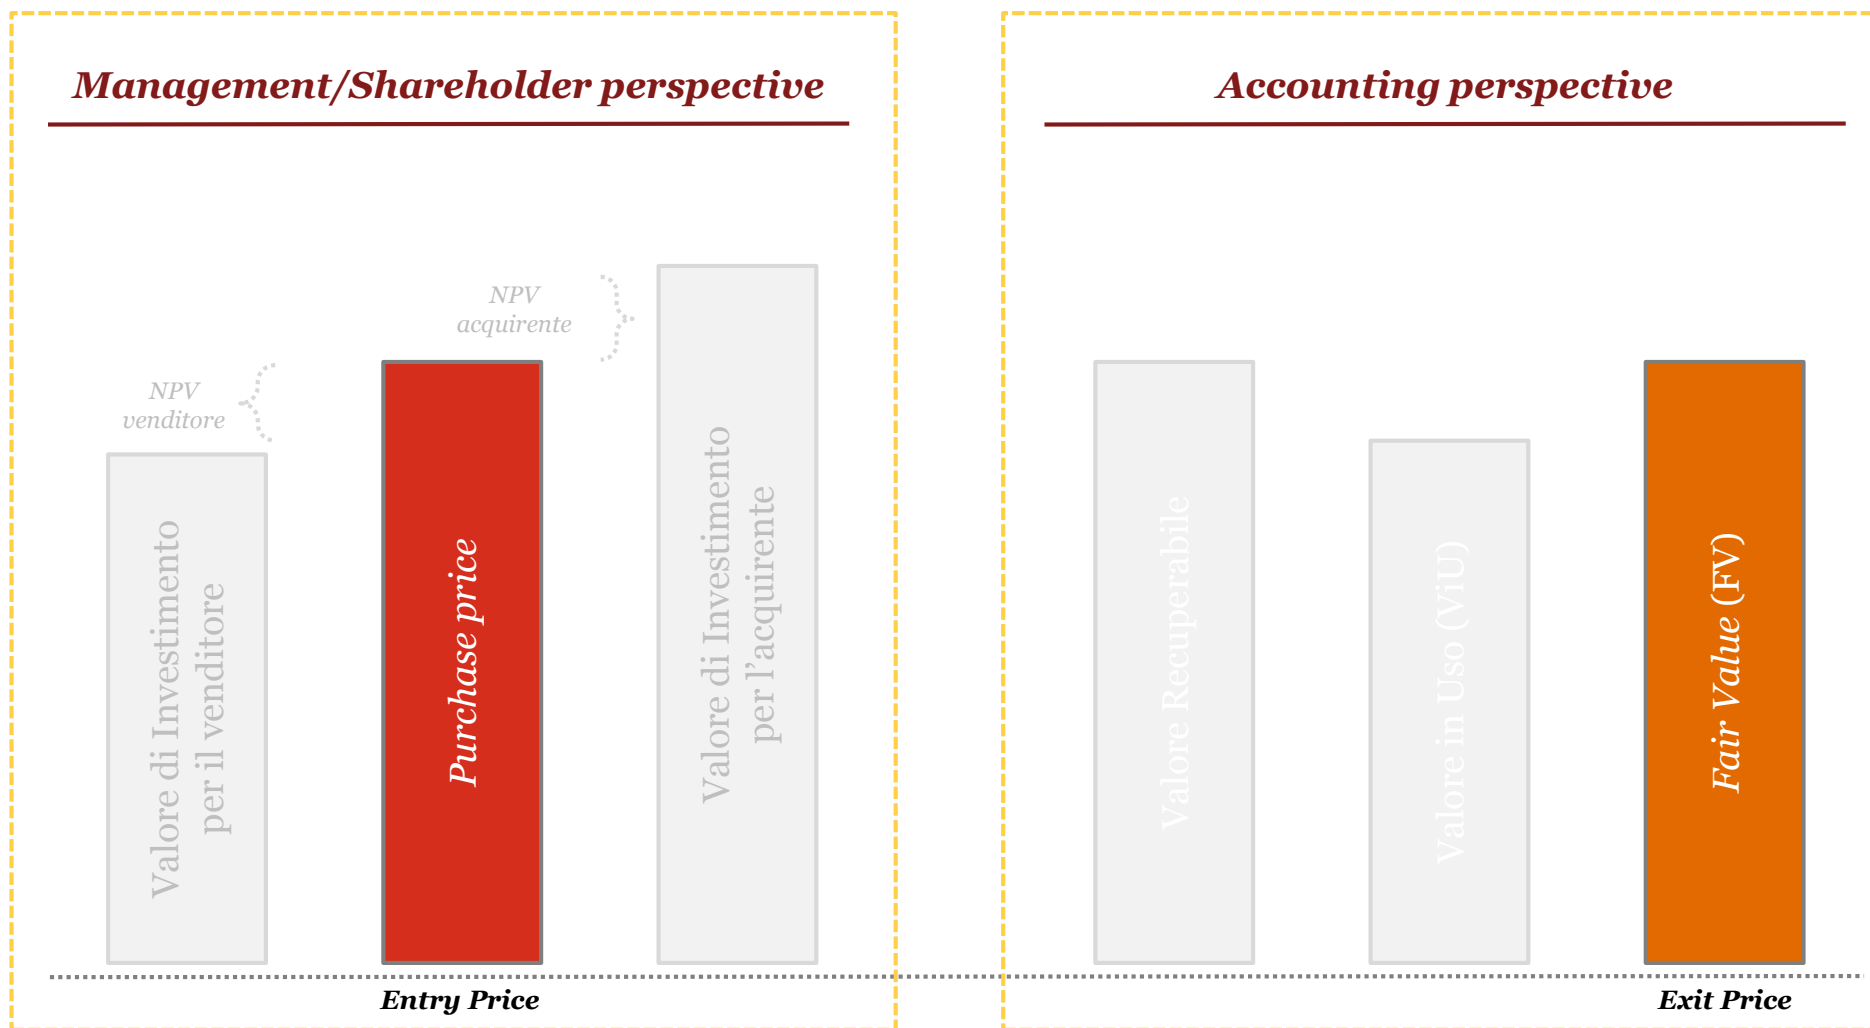 Management/Shareholder perspective
NPV
venditore
NPV
acquirente
Valore di Investimento
per il venditore
Purchase price
Valore di Investimento
per l’acquirente
Entry Price
Accounting perspective
Valore Recuperabile
Valore in Uso (ViU)
Fair Value (FV)
Exit Price